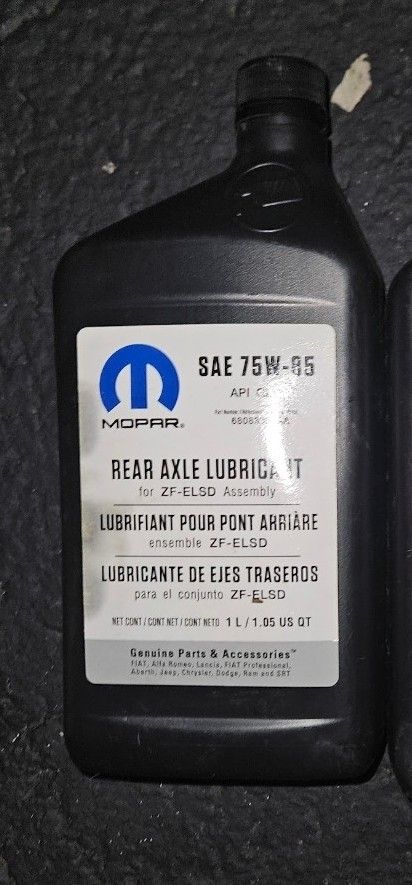 MOPAR®
SAE 75W-85
API
REAR AXLE LUBRICANT
for ZF-ELSD Assembly
LUBRIFIANT POUR PONT ARRIÀRE
ensemble ZF-ELSD
LUBRICANTE DE EJES TRASEROS
para el conjunto ZF-ELSD
NET CONT / CONT NET / CONT NETO 1 L / 1.05 US QT
Genuine Parts & Accessories™
FIAT, Alfa Romeo, Lancia, FIAT Professional,
Abarth, Jeep, Chrysler, Dodge, Ram and SRT